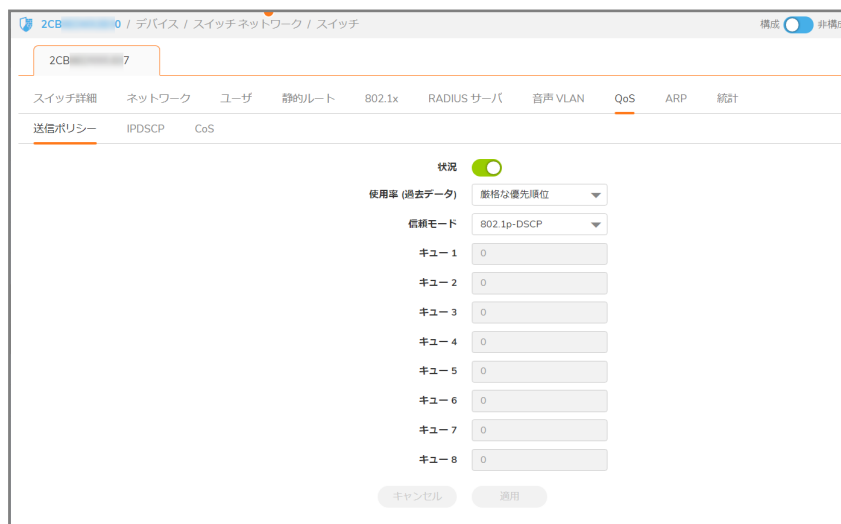 2CB 0 / デバイス / スイッチ ネットワーク / スイッチ 構成 非構成
2CB 7
スイッチ詳細 ネットワーク ユーザ 静的ルート 802.1x RADIUS サーバ 音声 VLAN QoS ARP 統計
送信ポリシー IPDSCP CoS
状況
使用率 (過去データ) 厳格な優先順位
信頼モード 802.1p-DSCP
キュー 1 0
キュー 2 0
キュー 3 0
キュー 4 0
キュー 5 0
キュー 6 0
キュー 7 0
キュー 8 0
キャンセル 適用